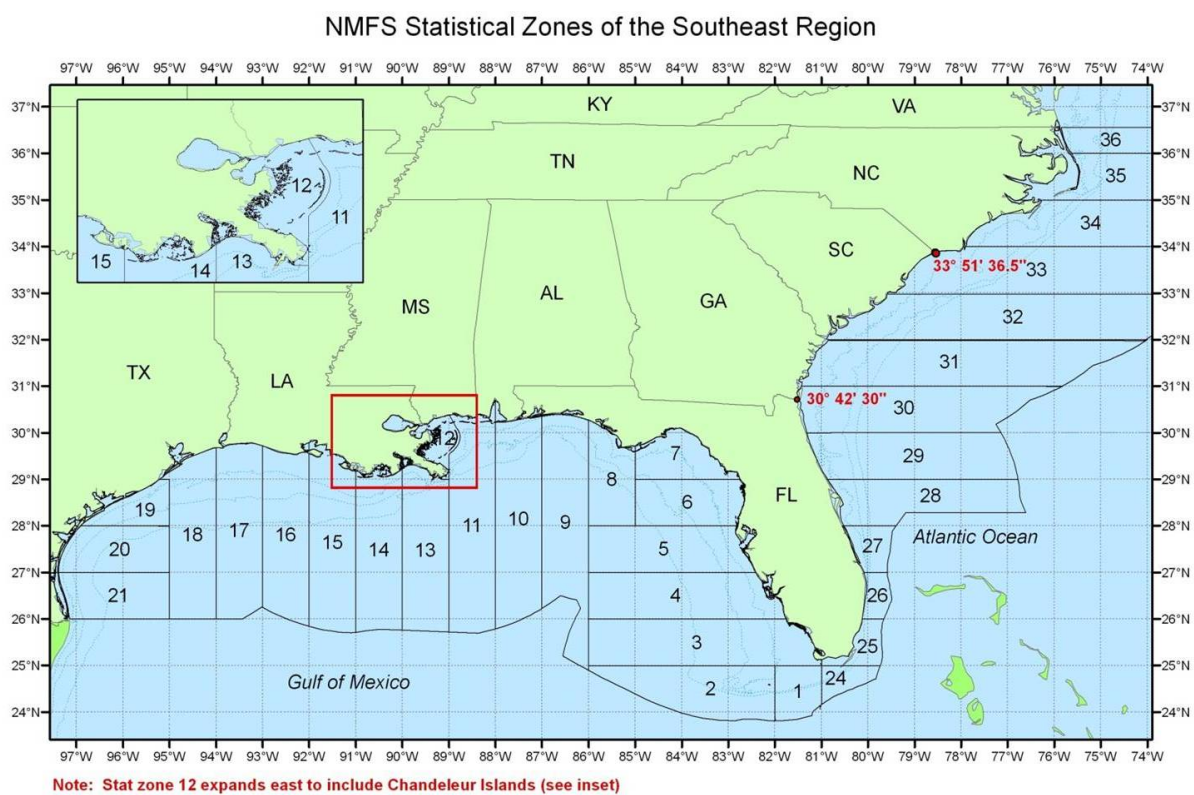 NMFS Statistical Zones of the Southeast Region
97°W 96°W 95°W 94°W 93°W 92°W 91°W 90°W 89°W 88°W 87°W 86°W 85°W 84°W 83°W 82°W 81°W 80°W 79°W 78°W 77°W 76°W 75°W 74°W
37°N KY VA 37°N
36
36°N TN 36°N
NC 35
12
35°N 35°N
11 34
34°N SC 34°N
15 14 13
33° 51' 36.5" 33
33°N MS AL GA 33°N
32
32°N 32°N
TX LA 31
31°N 31°N
30° 42' 30" 30
30°N 12 30°N
7 29
29°N 8 29°N
19 6 FL 28
28°N 18 17 16 15 14 13 11 10 9 28°N
20 5 27 Atlantic Ocean
27°N 27°N
21 4 26
26°N 26°N
3 25
25°N 25°N
Gulf of Mexico 2 1 24
24°N 24°N
97°W 96°W 95°W 94°W 93°W 92°W 91°W 90°W 89°W 88°W 87°W 86°W 85°W 84°W 83°W 82°W 81°W 80°W 79°W 78°W 77°W 76°W 75°W 74°W
Note: Stat zone 12 expands east to include Chandeleur Islands (see inset)